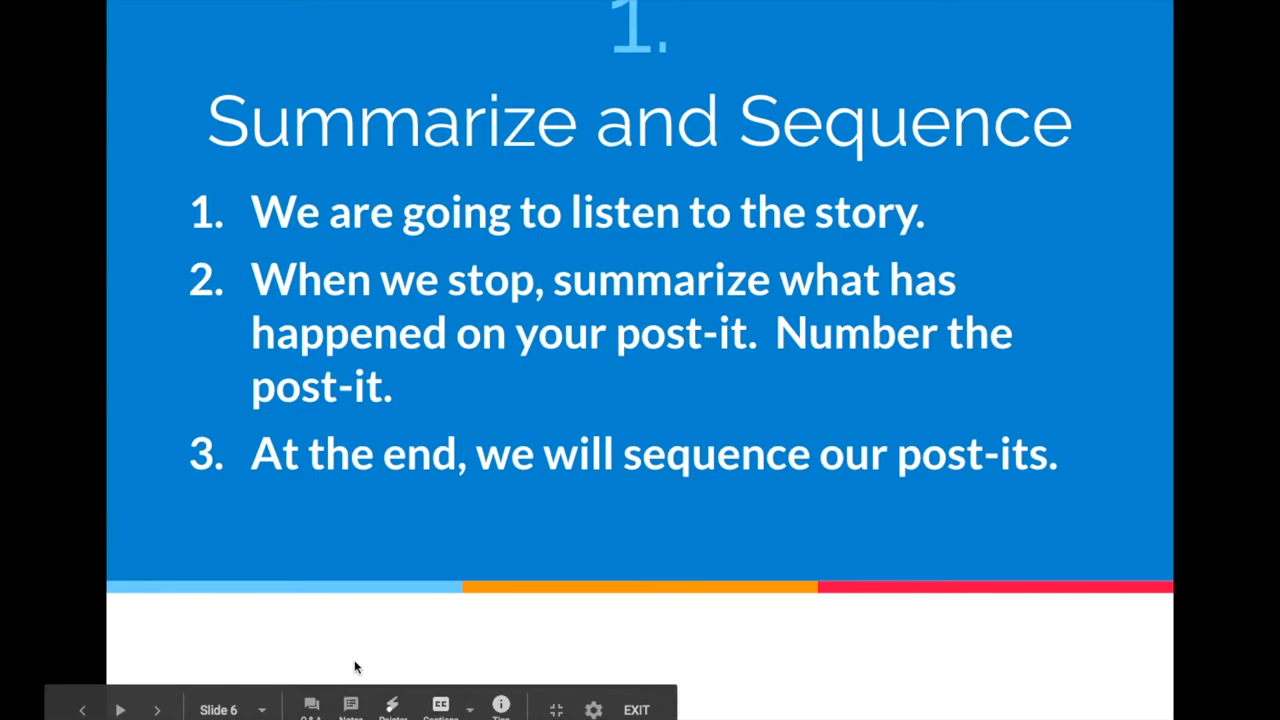 1.
Summarize and Sequence
1. We are going to listen to the story.
2. When we stop, summarize what has
happened on your post-it. Number the
post-it.
3. At the end, we will sequence our post-its.
Slide 6
EXIT